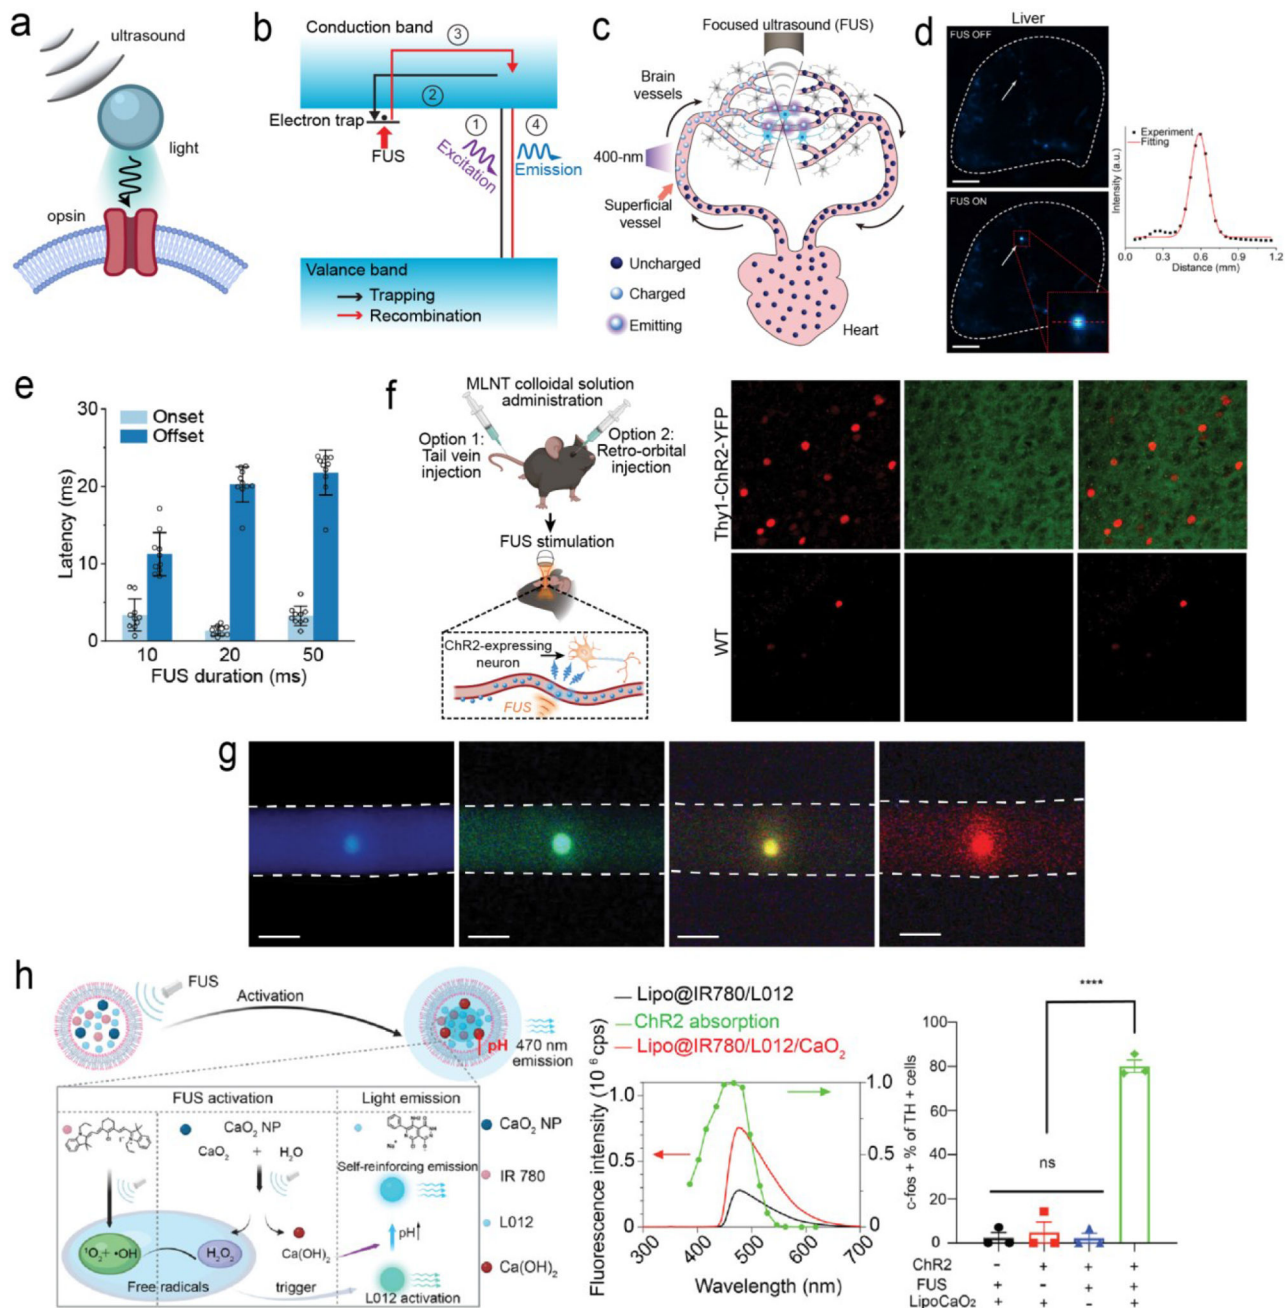 a
ultrasound
light
opsin
b
Conduction band
③
②
Electron trap
FUS
①
④
Excitation
Emission
Valance band
Trapping
Recombination
c
Focused ultrasound (FUS)
Brain
vessels
400-nm
Superficial
vessel
Uncharged
Charged
Emitting
Heart
d
Liver
FUS OFF
FUS ON
Experiment
Fitting
Intensity (a.u.)
0.0 0.3 0.6 0.9 1.2
Distance (mm)
e
Onset
Offset
Latency (ms)
30
20
10
0
10 20 50
FUS duration (ms)
f
MLNT colloidal solution
administration
Option 1:
Tail vein
injection
Option 2:
Retro-orbital
injection
FUS stimulation
ChR2-expressing
neuron
FUS
Thy1-ChR2-YFP
WT
g
h
FUS
Activation
pH
470 nm
emission
FUS activation
Light emission
CaO₂ NP
CaO₂ + H₂O
Self-reinforcing emission
pH
¹O₂+ •OH
H₂O₂
Ca(OH)₂
Free radicals
trigger
L012 activation
CaO₂ NP
IR 780
L012
Ca(OH)₂
Lipo@IR780/L012
ChR2 absorption
Lipo@IR780/L012/CaO₂
Fluorescence intensity (10⁶ cps)
1.0
0.5
0
1.0
0.5
0
300 400 500 600 700
Wavelength (nm)
****
ns
c-fos + % of TH + cells
100
80
60
40
20
0
ChR2 - + + +
FUS + - + +
LipoCaO₂ + + - +